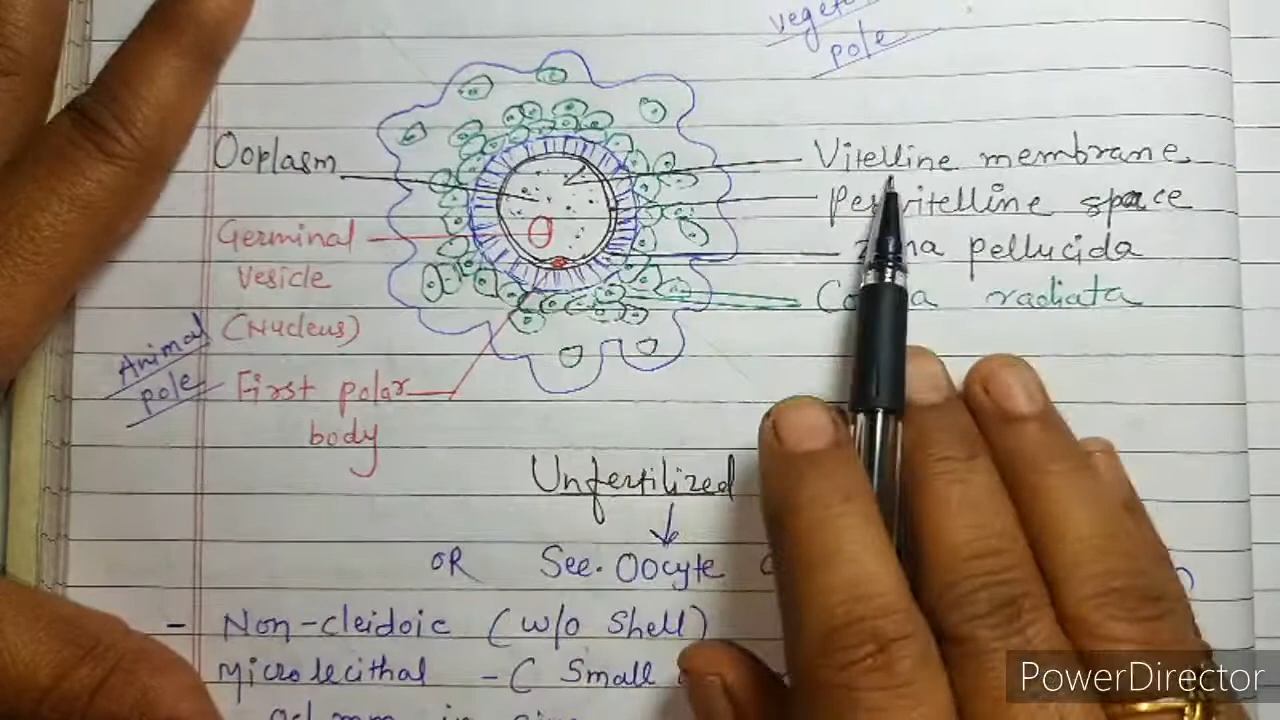 pole
Ooplasm
Germinal
Vesicle
(Nucleus)
Animal
pole
First polar
body
Vitelline membrane
space
pellucida
radiata
Unfertilized
OR Sec. Oocyte
- Non-cleidoic (w/o Shell)
Microlecithal - ( Small
PowerDirector